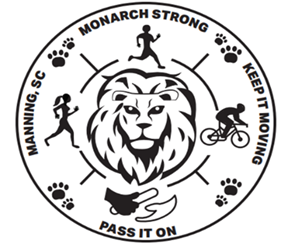 MONARCH STRONG
KEEP IT MOVING
PASS IT ON
MANNING, SC